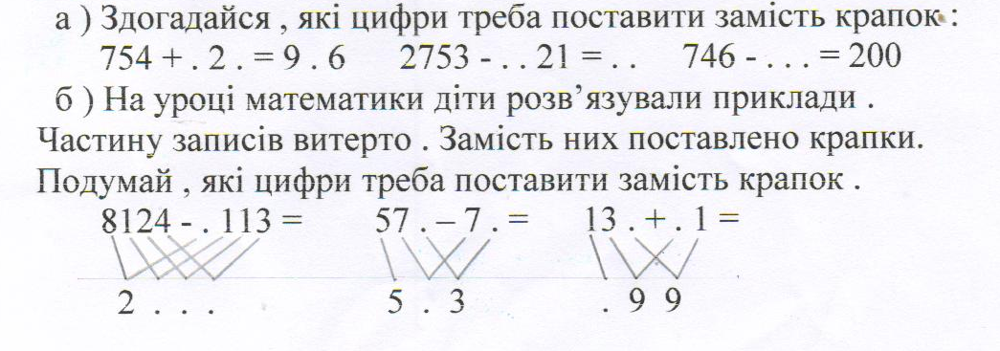 а ) Здогадайся , які цифри треба поставити замість крапок :
754 + . 2 . = 9 . 6 2753 - . . 21 = . . 746 - . . . = 200
б ) На уроці математики діти розв’язували приклади .
Частину записів витерто . Замість них поставлено крапки.
Подумай , які цифри треба поставити замість крапок .
8124 - . 113 = 57 . – 7 . = 13 . + . 1 =
2 . . . 5 . 3 . 9 9